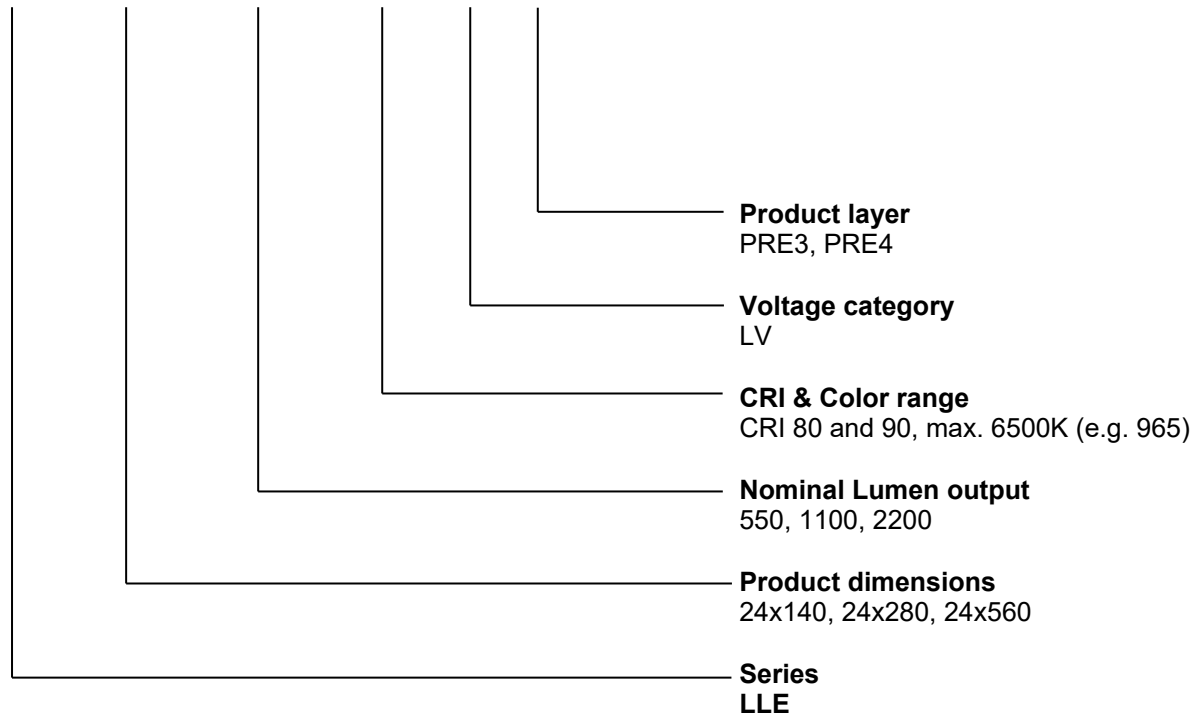 Product layer
PRE3, PRE4
Voltage category
LV
CRI & Color range
CRI 80 and 90, max. 6500K (e.g. 965)
Nominal Lumen output
550, 1100, 2200
Product dimensions
24x140, 24x280, 24x560
Series
LLE